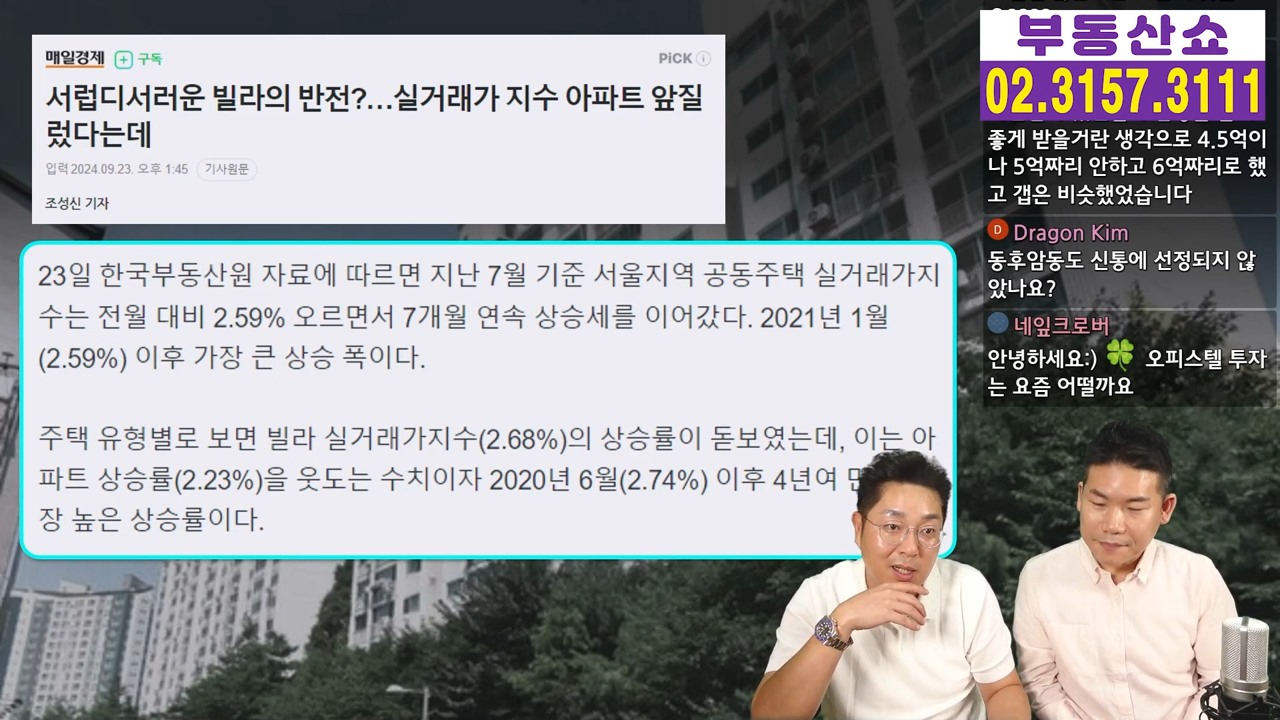 매일경제
구독
PiCK
서럽디서러운 빌라의 반전?…실거래가 지수 아파트 앞질
렀다는데
입력 2024.09.23. 오후 1:45
기사원문
조성신 기자
23일 한국부동산원 자료에 따르면 지난 7월 기준 서울지역 공동주택 실거래가지
수는 전월 대비 2.59% 오르면서 7개월 연속 상승세를 이어갔다. 2021년 1월
(2.59%) 이후 가장 큰 상승 폭이다.
주택 유형별로 보면 빌라 실거래가지수(2.68%)의 상승률이 돋보였는데, 이는 아
파트 상승률(2.23%)을 웃도는 수치이자 2020년 6월(2.74%) 이후 4년여
장 높은 상승률이다.
부동산쇼
02.3157.3111
좋게 받을거란 생각으로 4.5억이
나 5억짜리 안하고 6억짜리로 했
고 갭은 비슷했었습니다
D Dragon Kim
동후암동도 신통에 선정되지 않
았나요?
네잎크로버
안녕하세요:) 🍀 오피스텔 투자
는 요즘 어떨까요